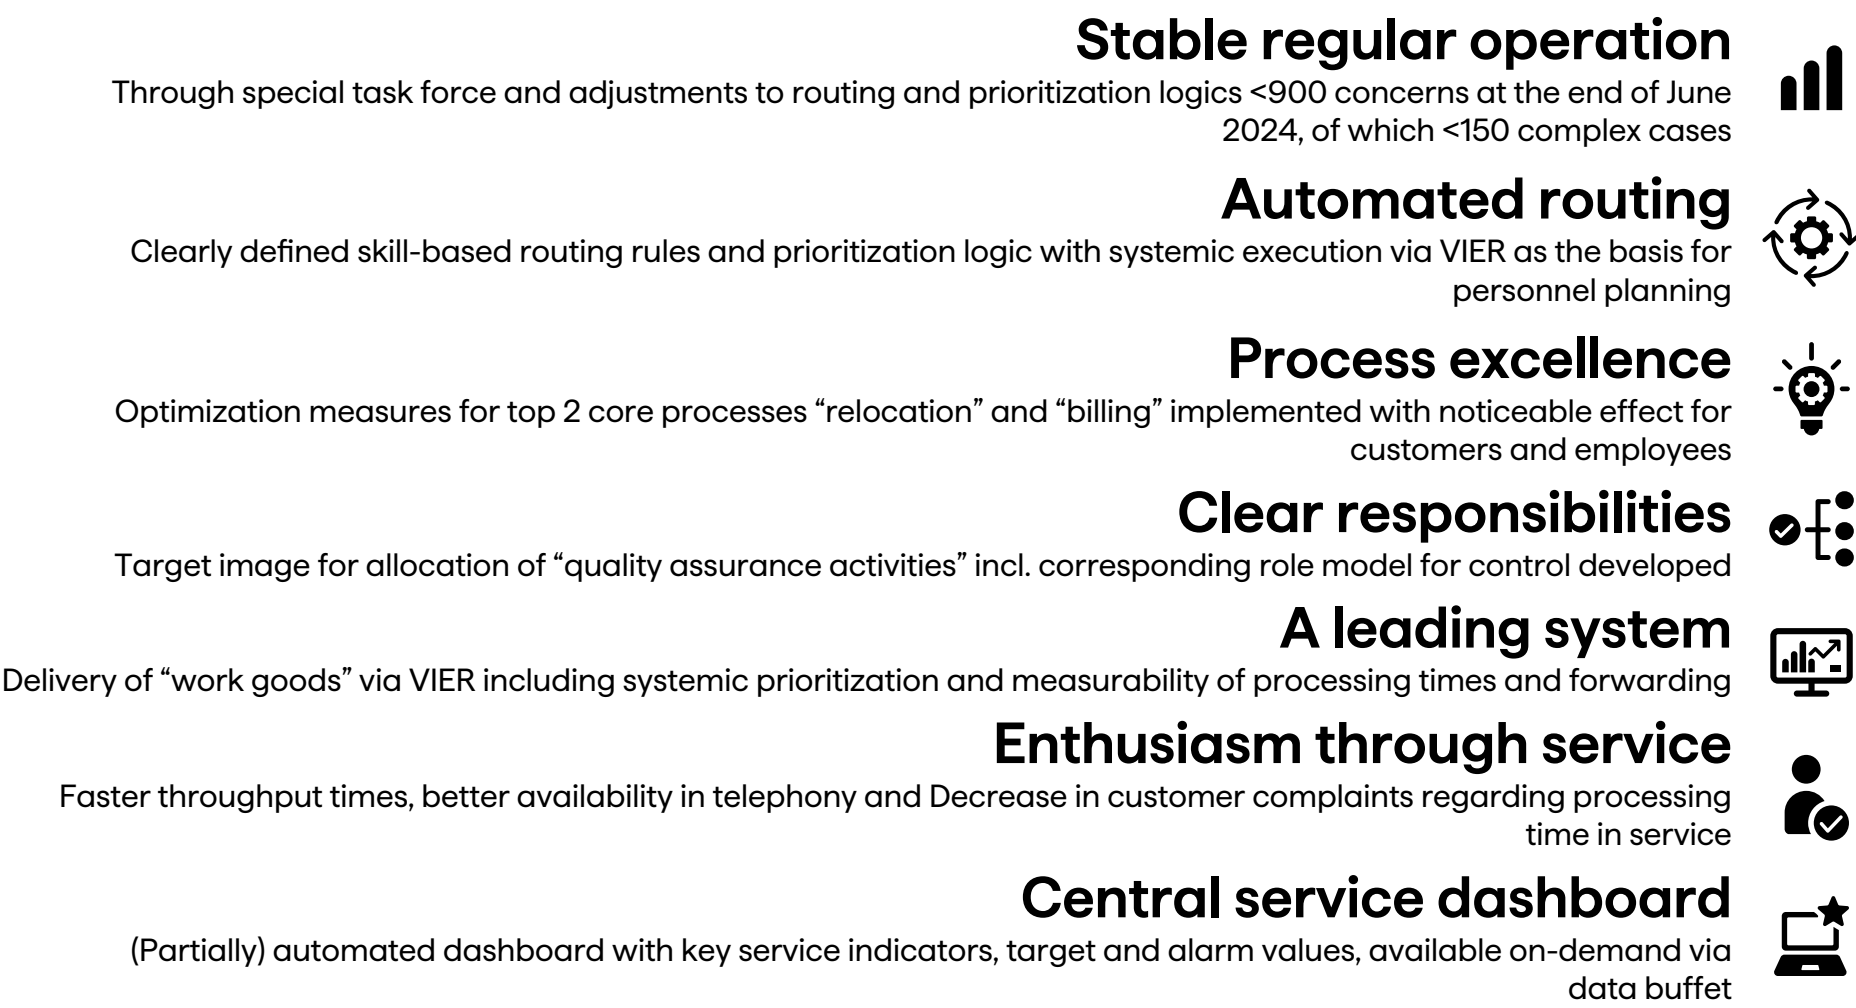 Stable regular operation
Through special task force and adjustments to routing and prioritization logics <900 concerns at the end of June
2024, of which <150 complex cases
Automated routing
Clearly defined skill-based routing rules and prioritization logic with systemic execution via VIER as the basis for
personnel planning
Process excellence
Optimization measures for top 2 core processes “relocation” and “billing” implemented with noticeable effect for
customers and employees
Clear responsibilities
Target image for allocation of “quality assurance activities” incl. corresponding role model for control developed
A leading system
Delivery of “work goods” via VIER including systemic prioritization and measurability of processing times and forwarding
Enthusiasm through service
Faster throughput times, better availability in telephony and Decrease in customer complaints regarding processing
time in service
Central service dashboard
(Partially) automated dashboard with key service indicators, target and alarm values, available on-demand via
data buffet